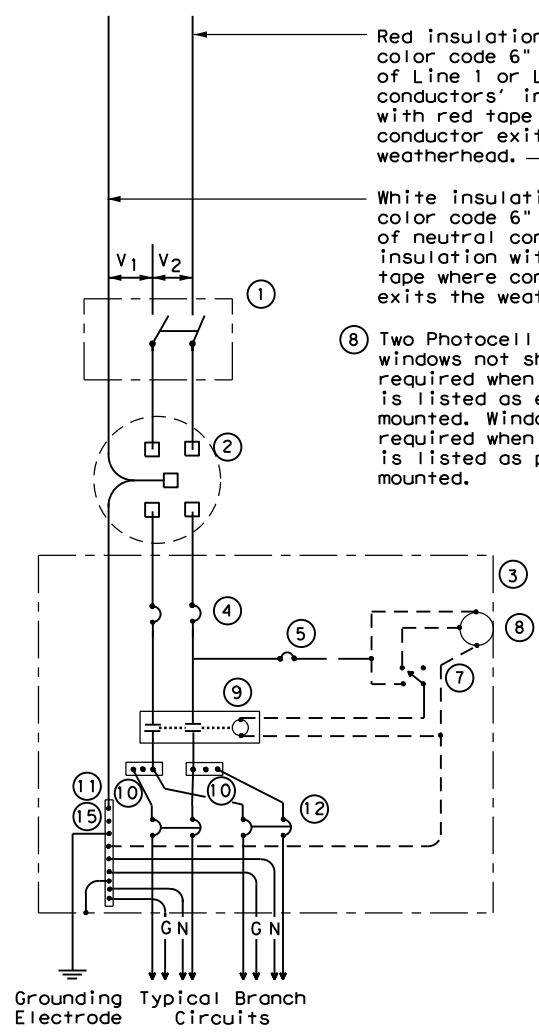 Red insulation
color code 6"
of Line 1 or L
conductors' in
with red tape
conductor exit
weatherhead.
White insulati
color code 6"
of neutral con
insulation wit
tape where con
exits the weat
V1 V2
1
8 Two Photocell
windows not sh
required when
is listed as e
mounted. Windo
required when
is listed as p
mounted.
2
3
4
8
5
7
9
11
10
10
12
15
G N
G N
Grounding Electrode
Typical Branch Circuits